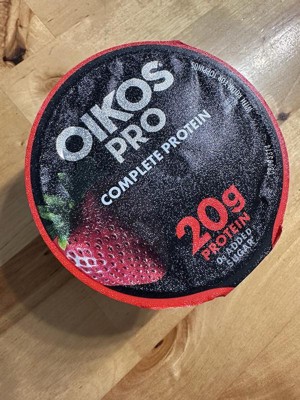 OIKOS
PRO
COMPLETE PROTEIN
20g
PROTEIN
0g ADDED
SUGAR